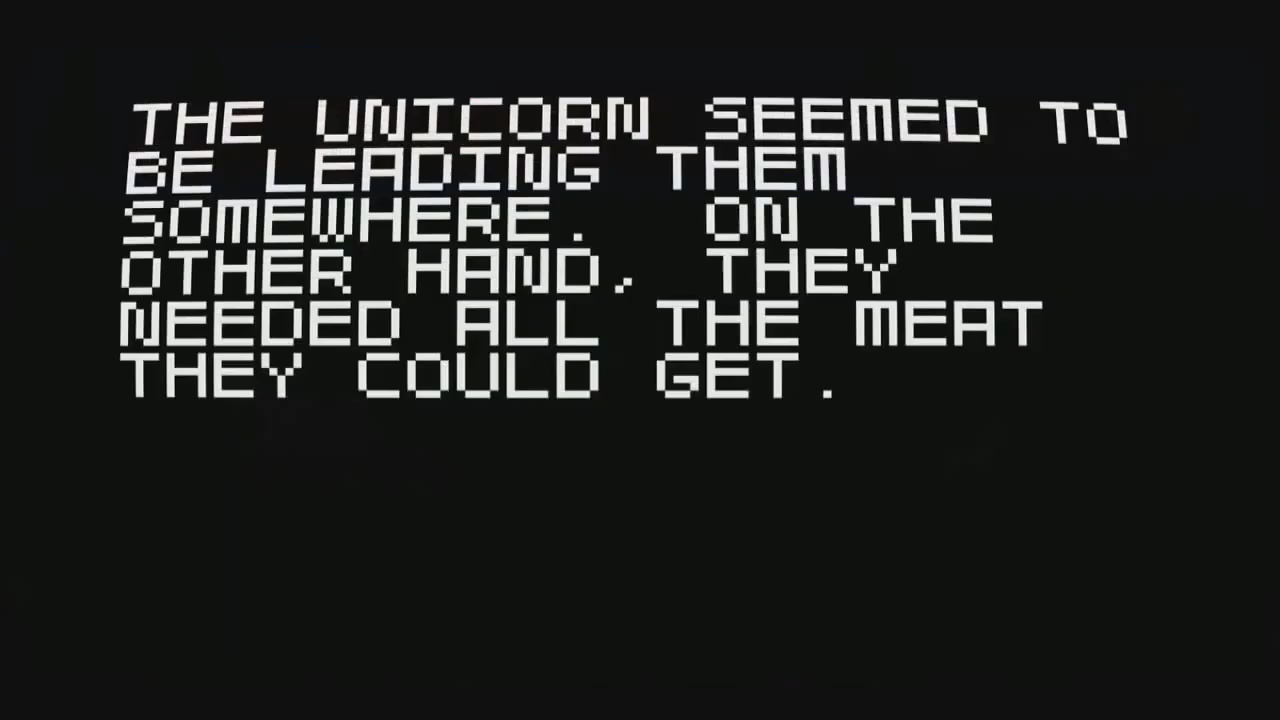 THE UNICORN SEEMED TO
BE LEADING THEM
SOMEWHERE.  ON THE
OTHER HAND, THEY
NEEDED ALL THE MEAT
THEY COULD GET.